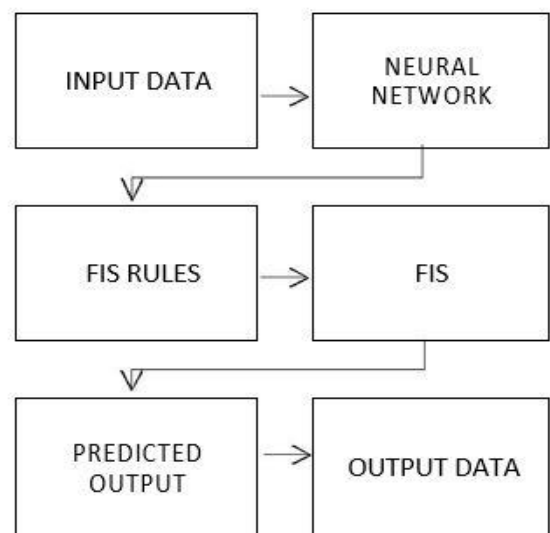 INPUT DATA
NEURAL
NETWORK
FIS RULES
FIS
PREDICTED
OUTPUT
OUTPUT DATA